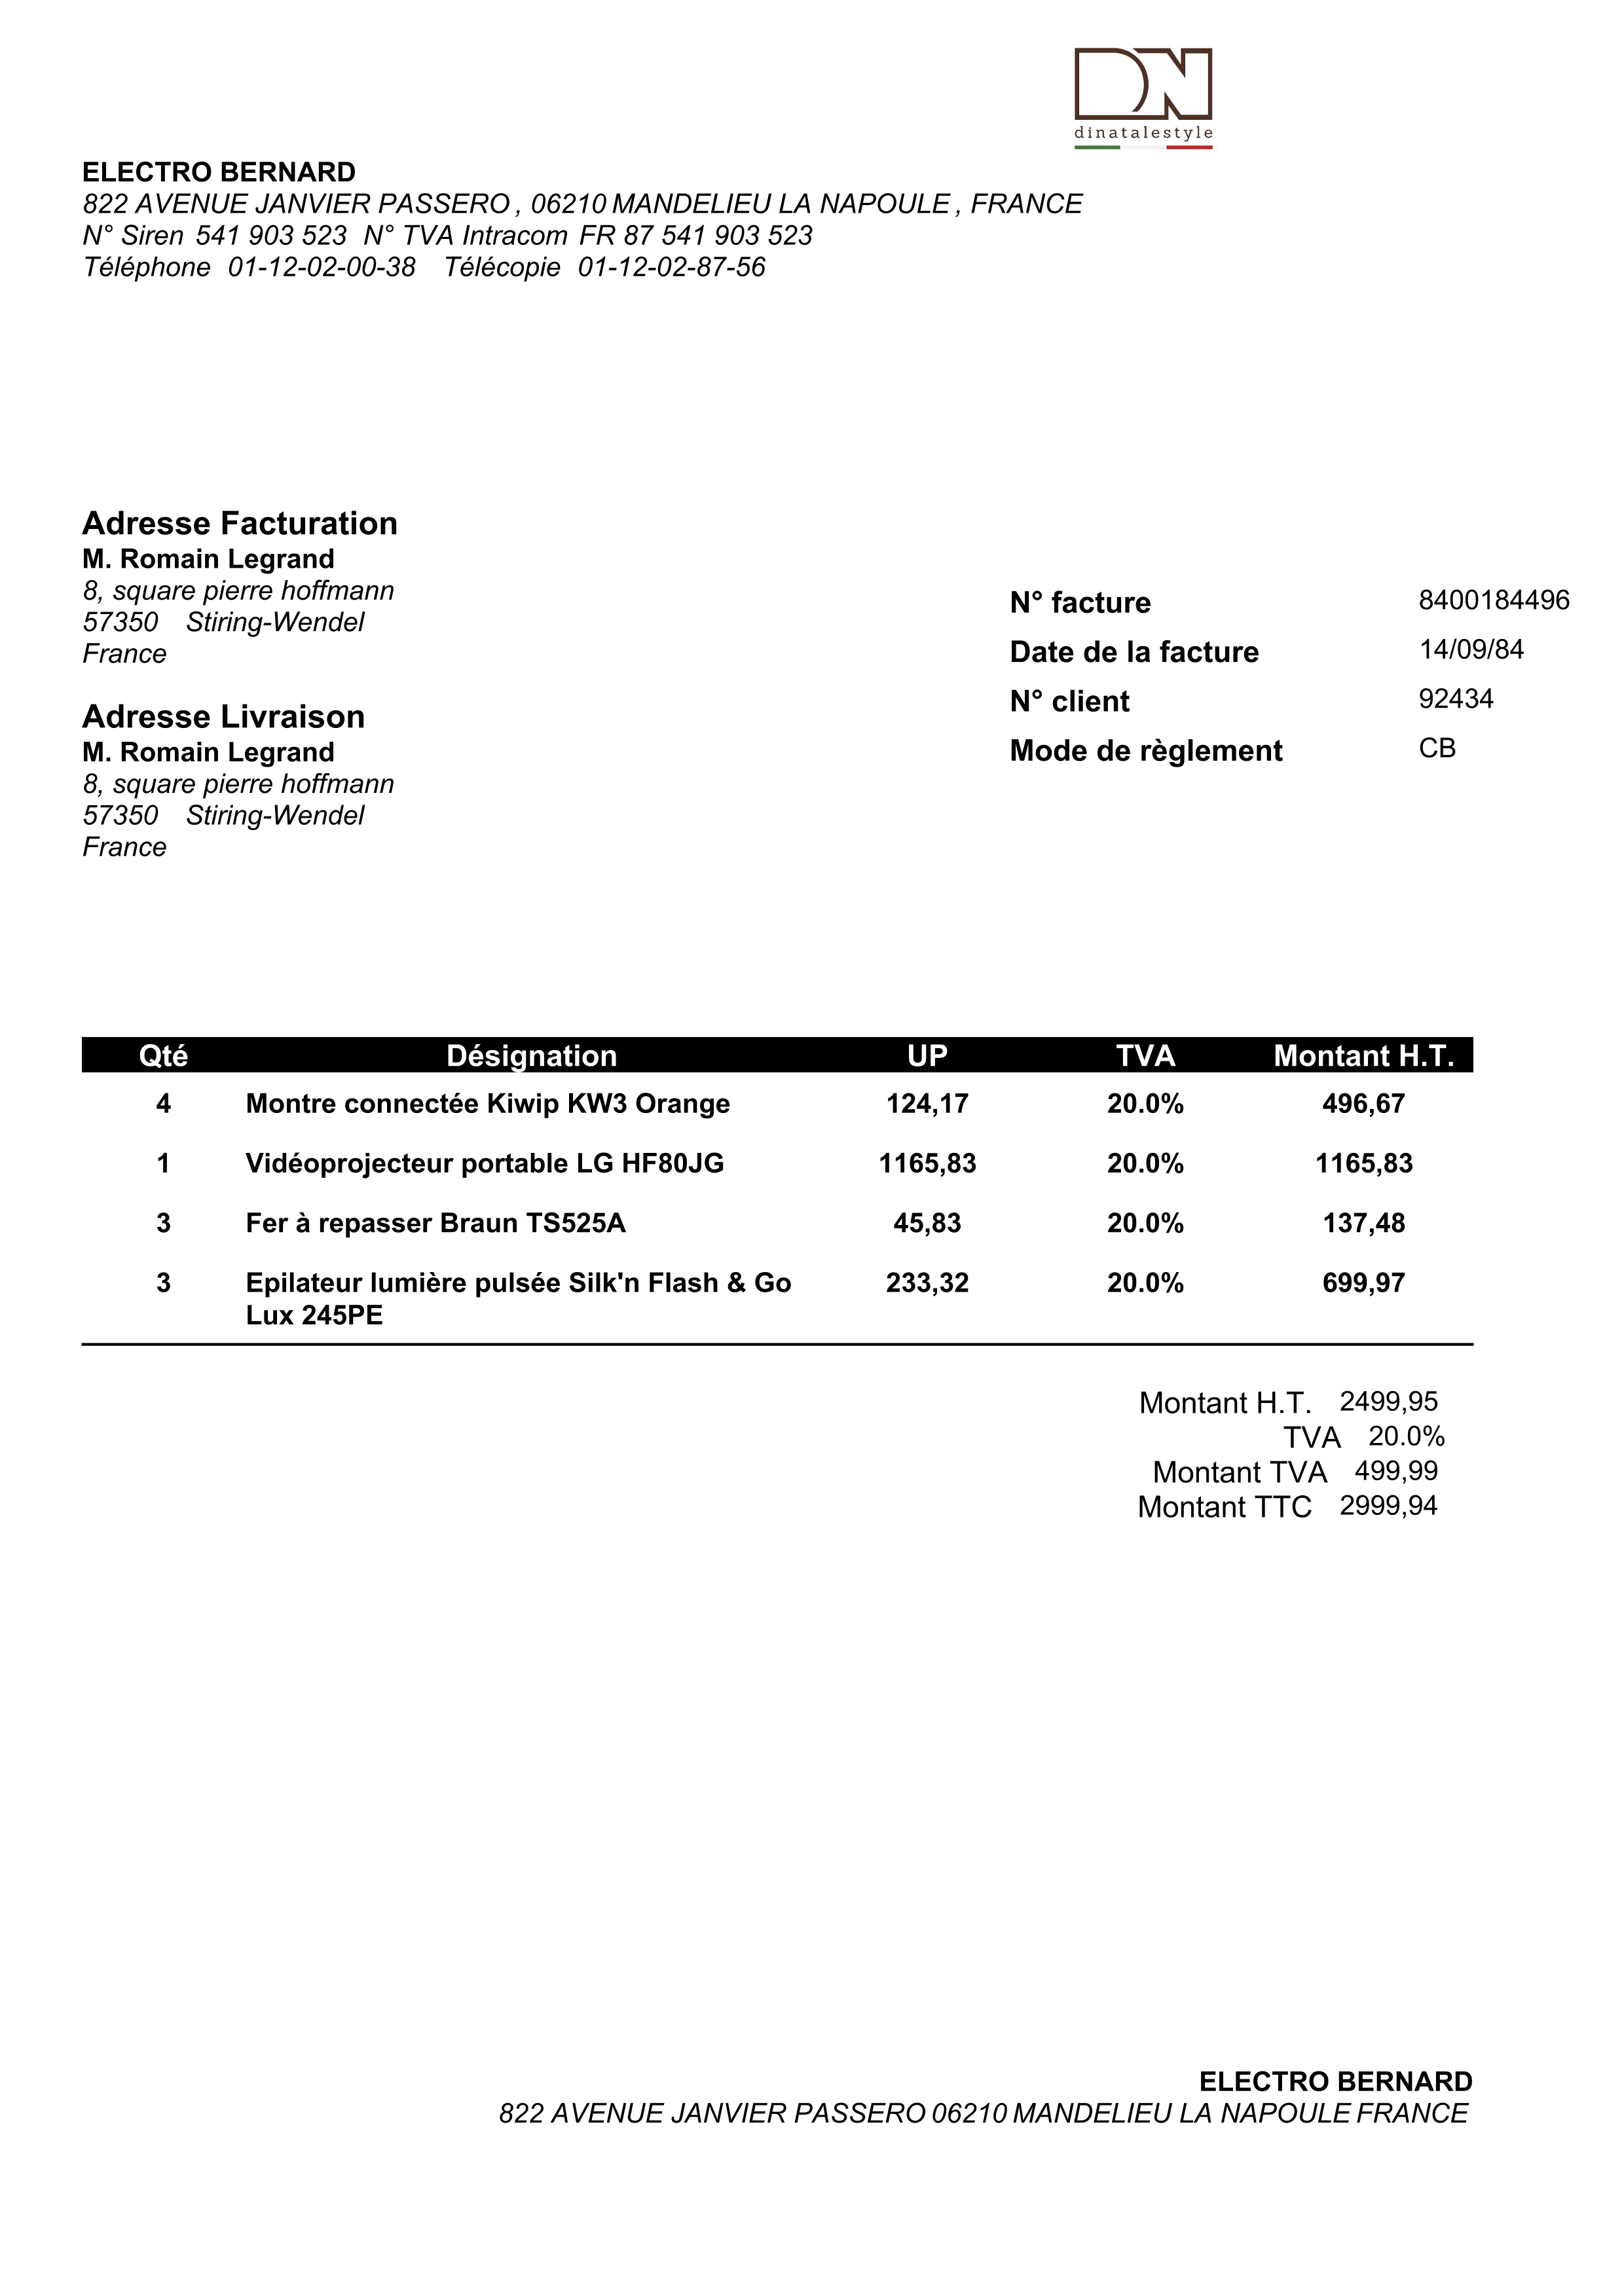 DN
dinatalestyle
ELECTRO BERNARD
822 AVENUE JANVIER PASSERO , 06210 MANDELIEU LA NAPOULE , FRANCE
N° Siren 541 903 523 N° TVA Intracom FR 87 541 903 523
Téléphone 01-12-02-00-38 Télécopie 01-12-02-87-56
Adresse Facturation
M. Romain Legrand
8, square pierre hoffmann
57350 Stiring-Wendel
France
Adresse Livraison
M. Romain Legrand
8, square pierre hoffmann
57350 Stiring-Wendel
France
N° facture 8400184496
Date de la facture 14/09/84
N° client 92434
Mode de règlement CB
Qté Désignation UP TVA Montant H.T.
4 Montre connectée Kiwip KW3 Orange 124,17 20.0% 496,67
1 Vidéoprojecteur portable LG HF80JG 1165,83 20.0% 1165,83
3 Fer à repasser Braun TS525A 45,83 20.0% 137,48
3 Epilateur lumière pulsée Silk'n Flash & Go 233,32 20.0% 699,97
Lux 245PE
Montant H.T. 2499,95
TVA 20.0%
Montant TVA 499,99
Montant TTC 2999,94
ELECTRO BERNARD
822 AVENUE JANVIER PASSERO 06210 MANDELIEU LA NAPOULE FRANCE